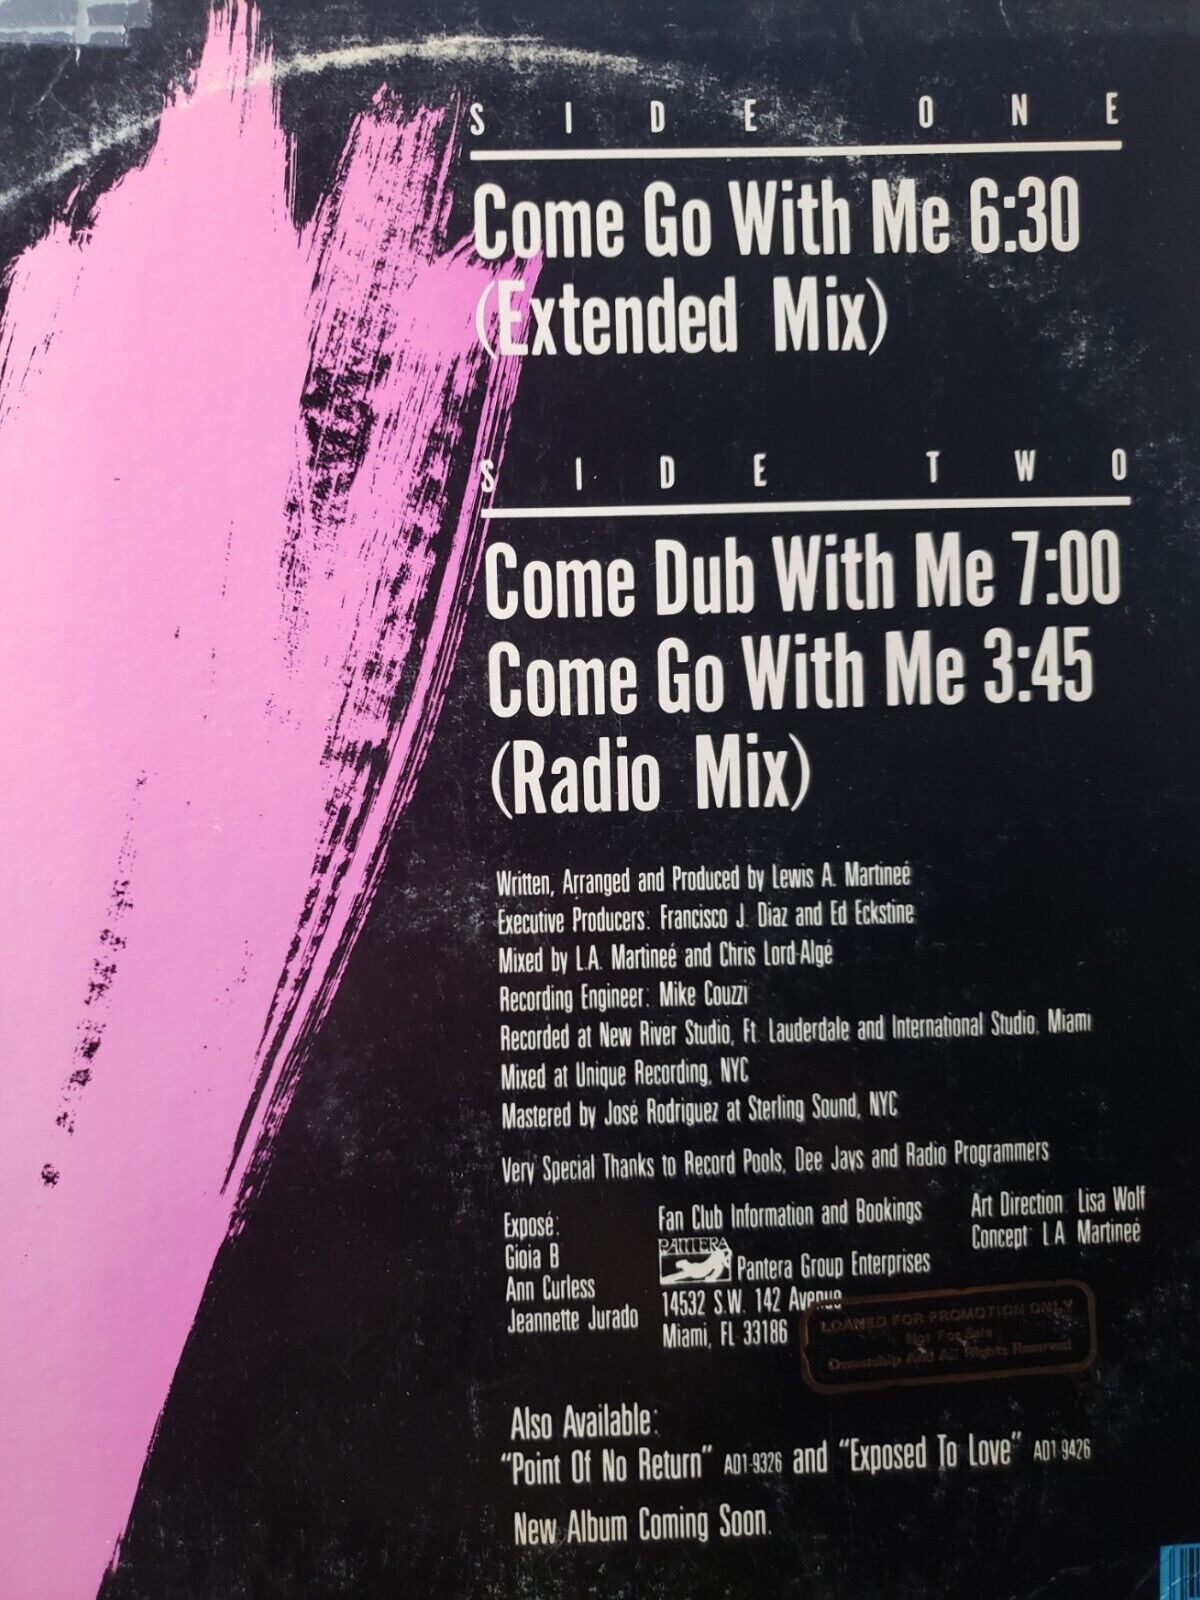 SIDE ONE
Come Go With Me 6:30
(Extended Mix)
SIDE TWO
Come Dub With Me 7:00
Come Go With Me 3:45
(Radio Mix)
Written, Arranged and Produced by Lewis A. Martineé
Executive Producers: Francisco J. Diaz and Ed Eckstine
Mixed by L.A. Martineé and Chris Lord-Algé
Recording Engineer: Mike Couzzi
Recorded at New River Studio, Ft. Lauderdale and International Studio, Miami
Mixed at Unique Recording, NYC
Mastered by José Rodriguez at Sterling Sound, NYC
Very Special Thanks to Record Pools, Dee Jays and Radio Programmers
Exposé:
Gioia B
Ann Curless
Jeannette Jurado
Fan Club Information and Bookings
PANTERA
Pantera Group Enterprises
14532 S.W. 142 Avenue
Miami, FL 33186
Art Direction: Lisa Wolf
Concept: L.A. Martineé
LOANED FOR PROMOTION ONLY
Not For Sale
Ownership And All Rights Reserved
Also Available:
"Point Of No Return" AD1-9326 and "Exposed To Love" AD1-9426
New Album Coming Soon.